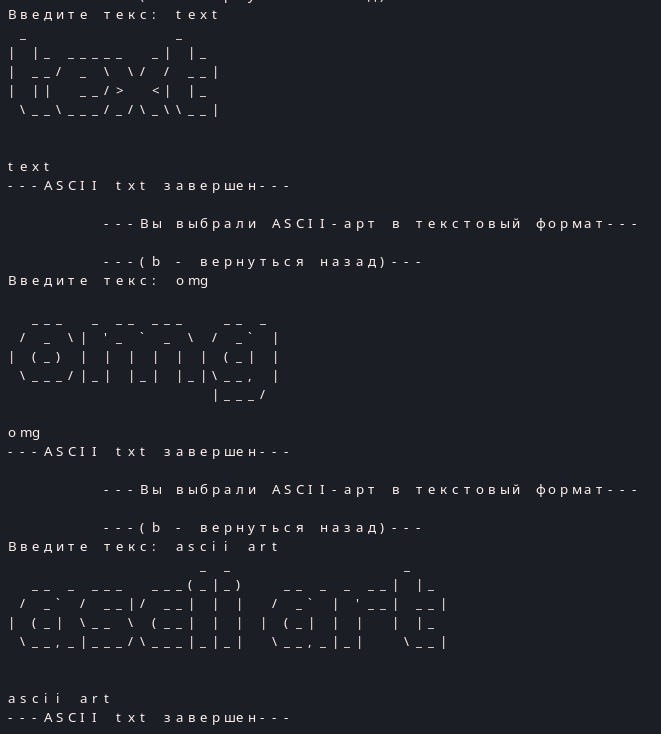 Введите текс: text
 _            _
| |_ _____  _| |_
| __/ _ \ \/ / __|
| ||  __/>  <| |_
 \__\___/_/\_\\__|
text
---ASCII txt завершен---
---Вы выбрали ASCII-арт в текстовый формат---
---(b - вернуться назад)---
Введите текс: omg
  ___  _ __ ___   __ _
 / _ \| '_ ` _ \ / _` |
| (_) | | | | | | (_| |
 \___/|_| |_| |_|\__, |
                 |___/
omg
---ASCII txt завершен---
---Вы выбрали ASCII-арт в текстовый формат---
---(b - вернуться назад)---
Введите текс: ascii art
                _ _              _
  __ _ ___  ___(_|_)   __ _ _ __| |_
 / _` / __|/ __| | |  / _` | '__| __|
| (_| \__ \ (__| | | | (_| | |  | |_
 \__,_|___/\___|_|_|  \__,_|_|   \__|
ascii art
---ASCII txt завершен---